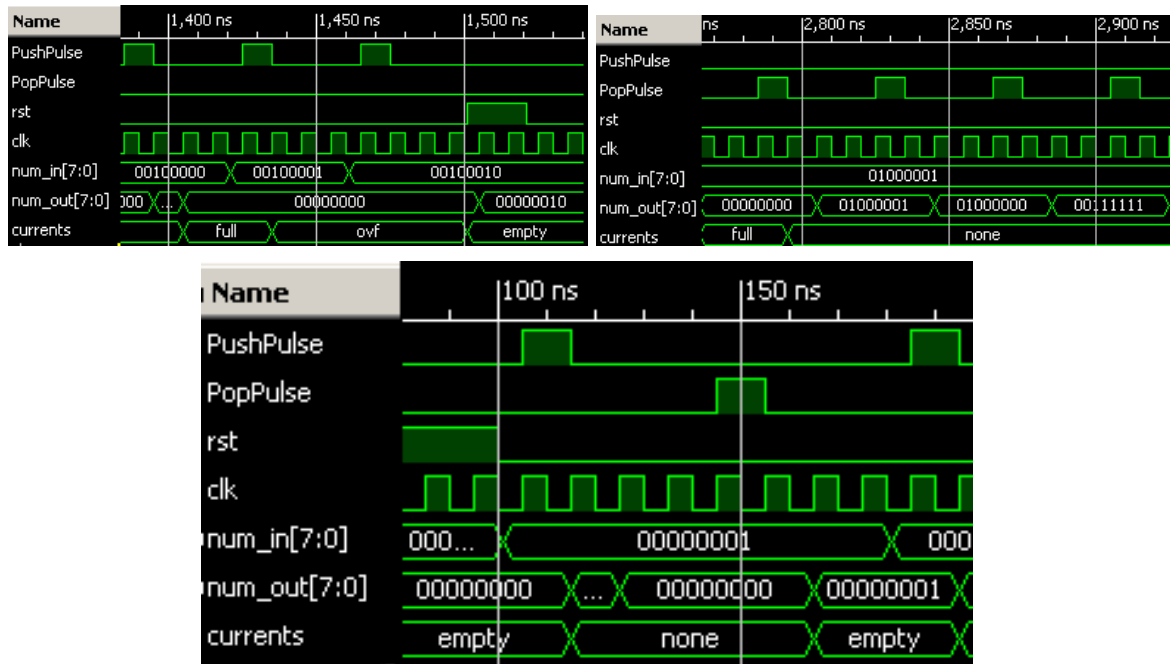 Name 1,400 ns 1,450 ns 1,500 ns
PushPulse
PopPulse
rst
clk
num_in[7:0] 00100000 00100001 00100010
num_out[7:0] 000 ... 00000000 00000010
currents full ovf empty
Name ns 2,800 ns 2,850 ns 2,900 ns
PushPulse
PopPulse
rst
clk
num_in[7:0] 01000001
num_out[7:0] 00000000 01000001 01000000 00111111
currents full none
Name 100 ns 150 ns
PushPulse
PopPulse
rst
clk
num_in[7:0] 000... 00000001 000
num_out[7:0] 00000000 ... 00000000 00000001
currents empty none empty